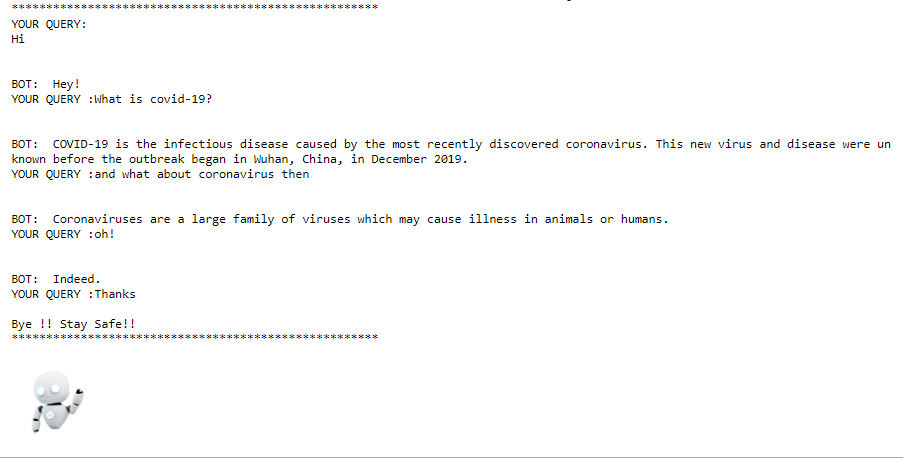 *****************************************************
YOUR QUERY:
Hi
BOT:  Hey!
YOUR QUERY :What is covid-19?
BOT:  COVID-19 is the infectious disease caused by the most recently discovered coronavirus. This new virus and disease were un
known before the outbreak began in Wuhan, China, in December 2019.
YOUR QUERY :and what about coronavirus then
BOT:  Coronaviruses are a large family of viruses which may cause illness in animals or humans.
YOUR QUERY :oh!
BOT:  Indeed.
YOUR QUERY :Thanks
Bye !! Stay Safe!!
*****************************************************